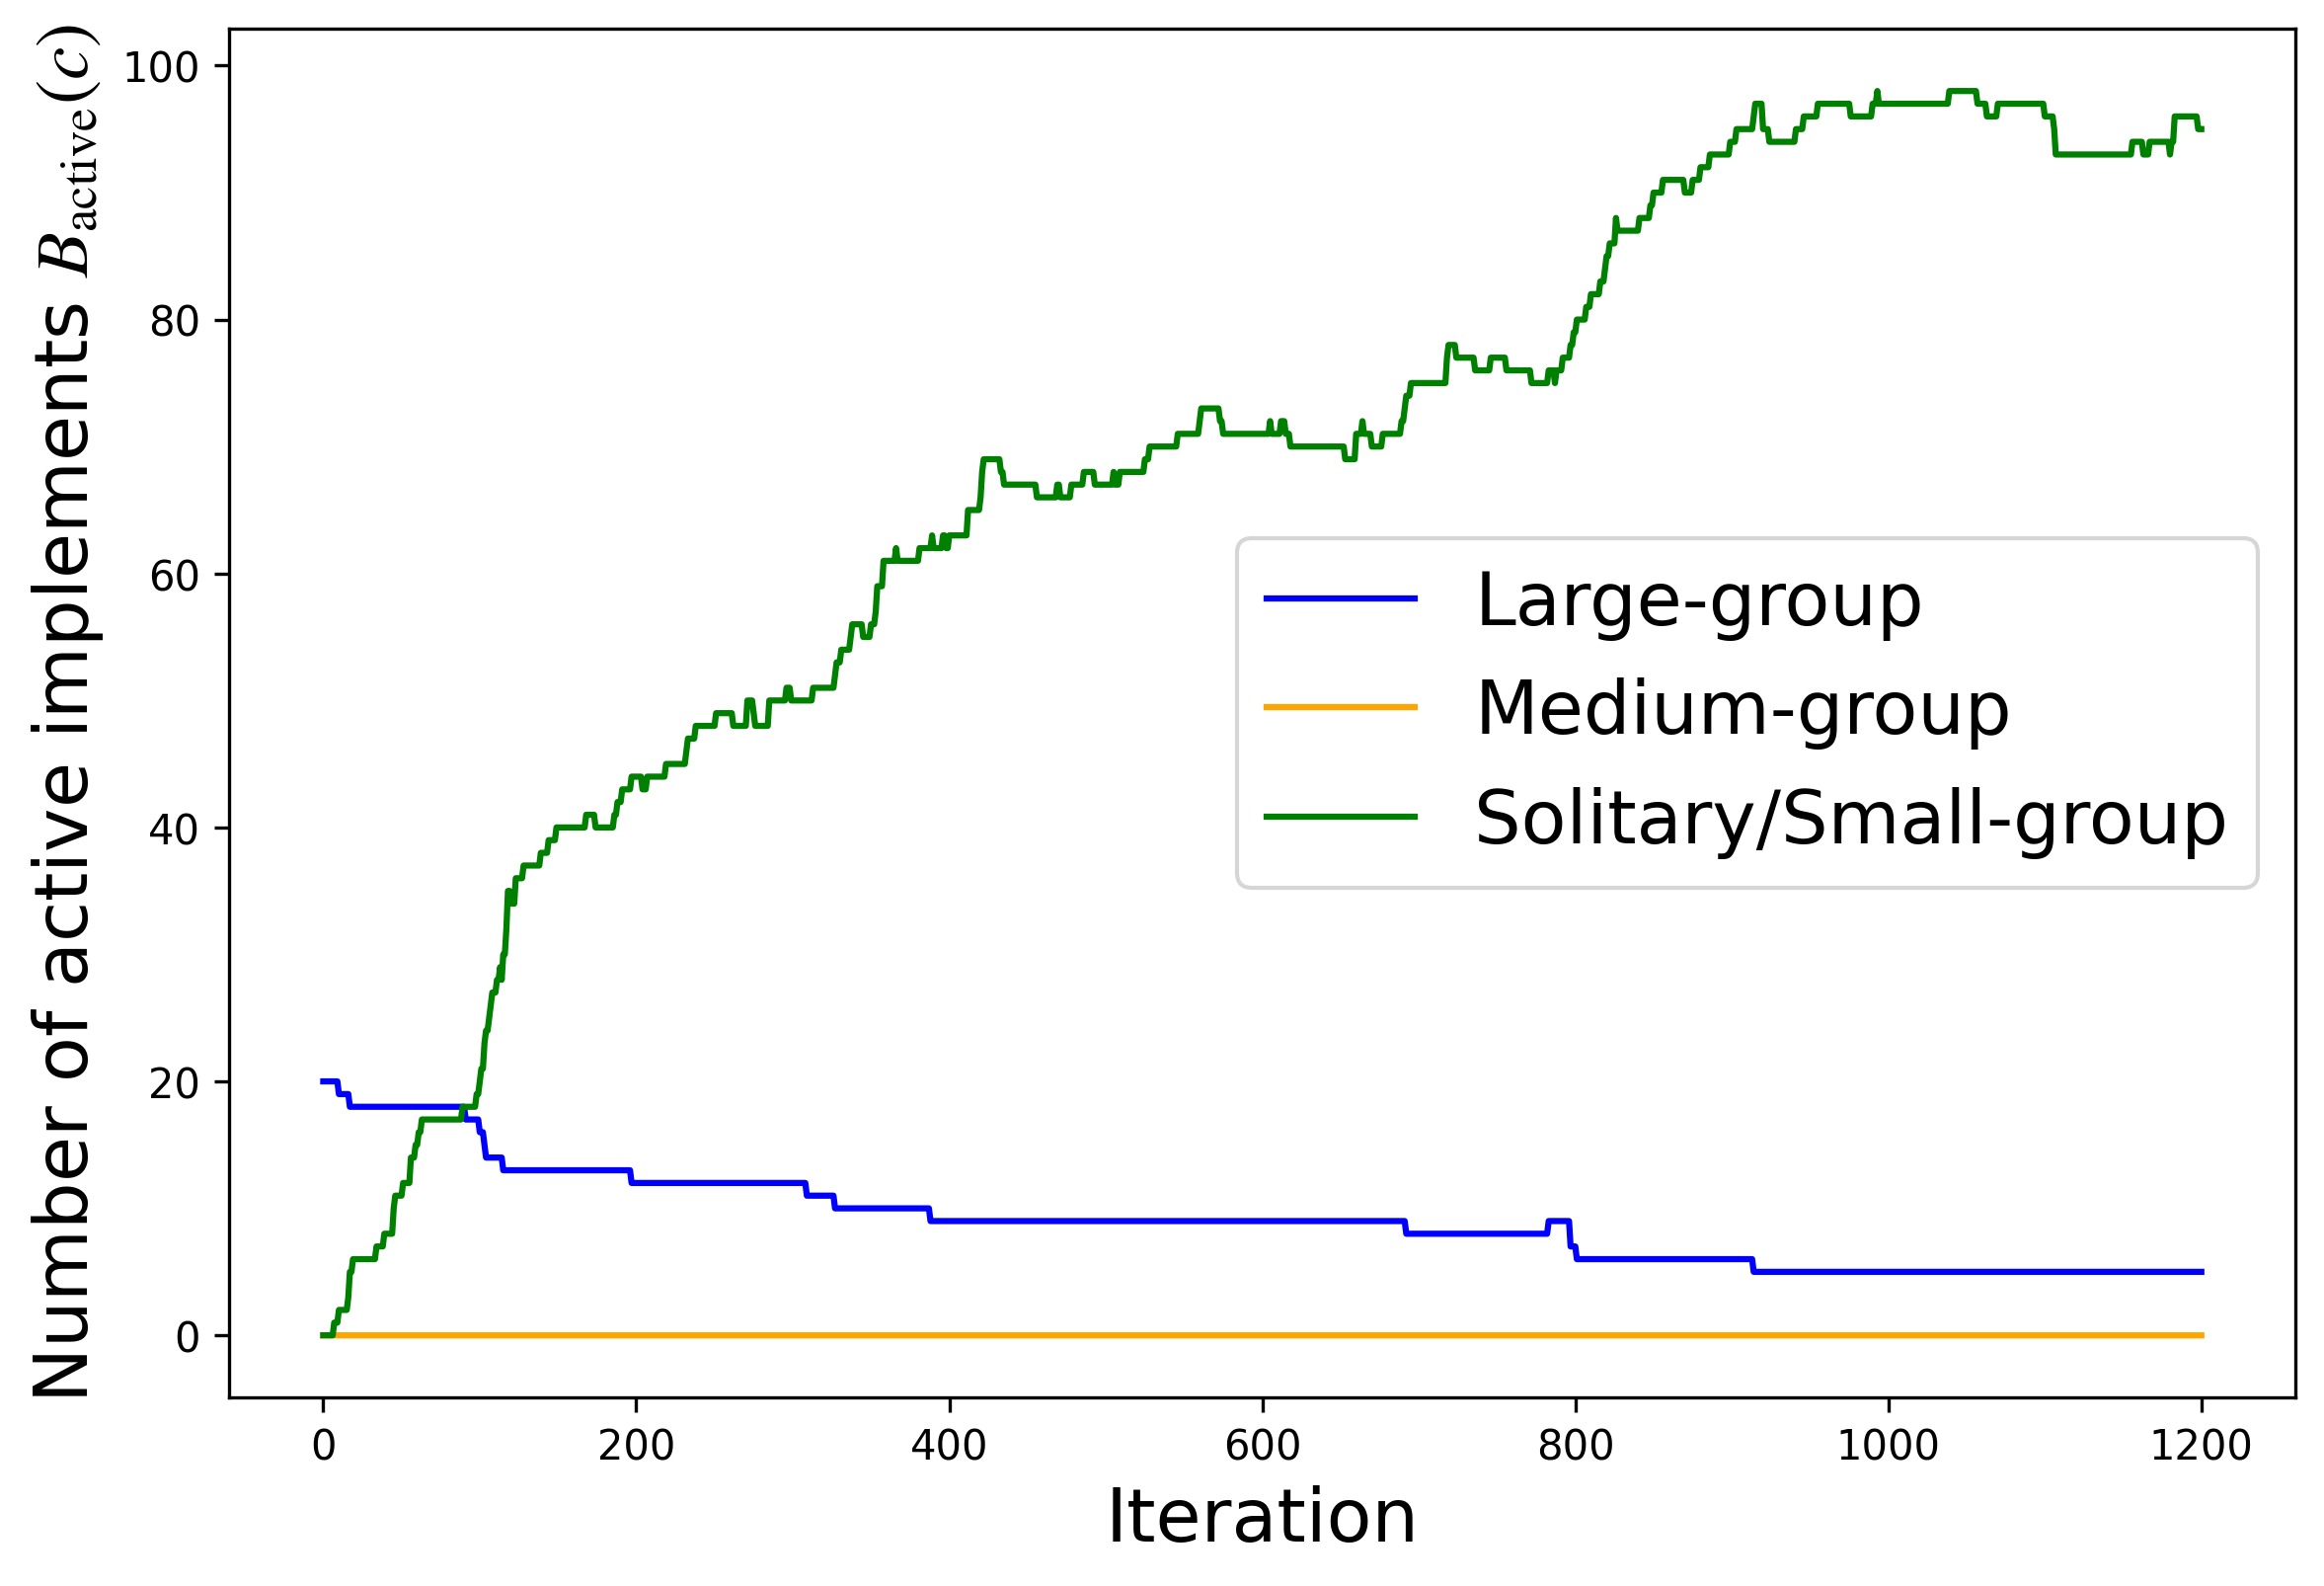 Number of active implements B_active(c)
100
80
60
40
20
0
Large-group
Medium-group
Solitary/Small-group
0 200 400 600 800 1000 1200
Iteration